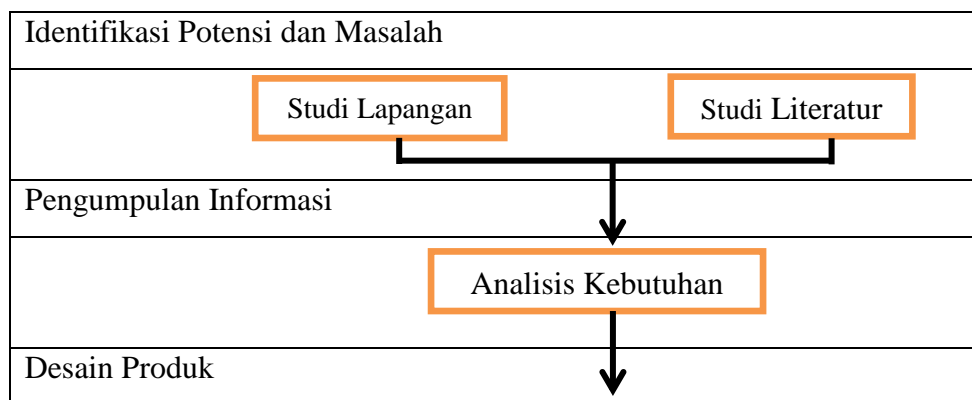 Identifikasi Potensi dan Masalah
Studi Lapangan
Studi Literatur
Pengumpulan Informasi
Analisis Kebutuhan
Desain Produk